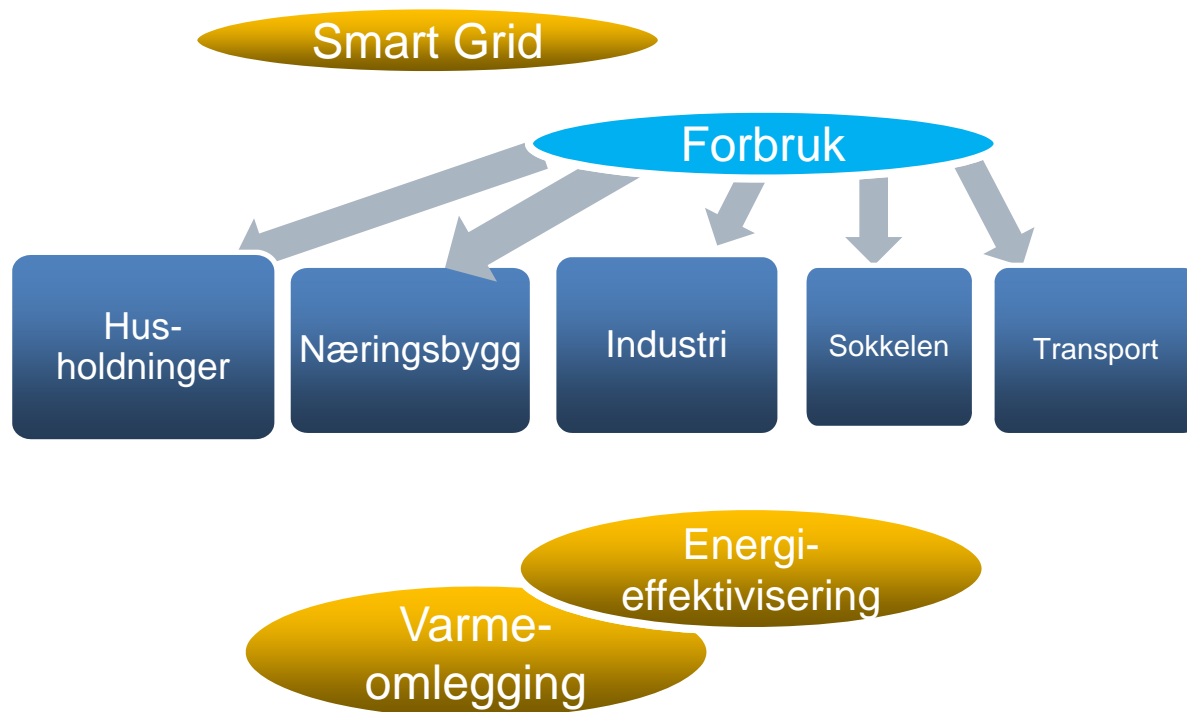 Smart Grid
Forbruk
Hus-
holdninger
Næringsbygg
Industri
Sokkelen
Transport
Energi-
effektivisering
Varme-
omlegging